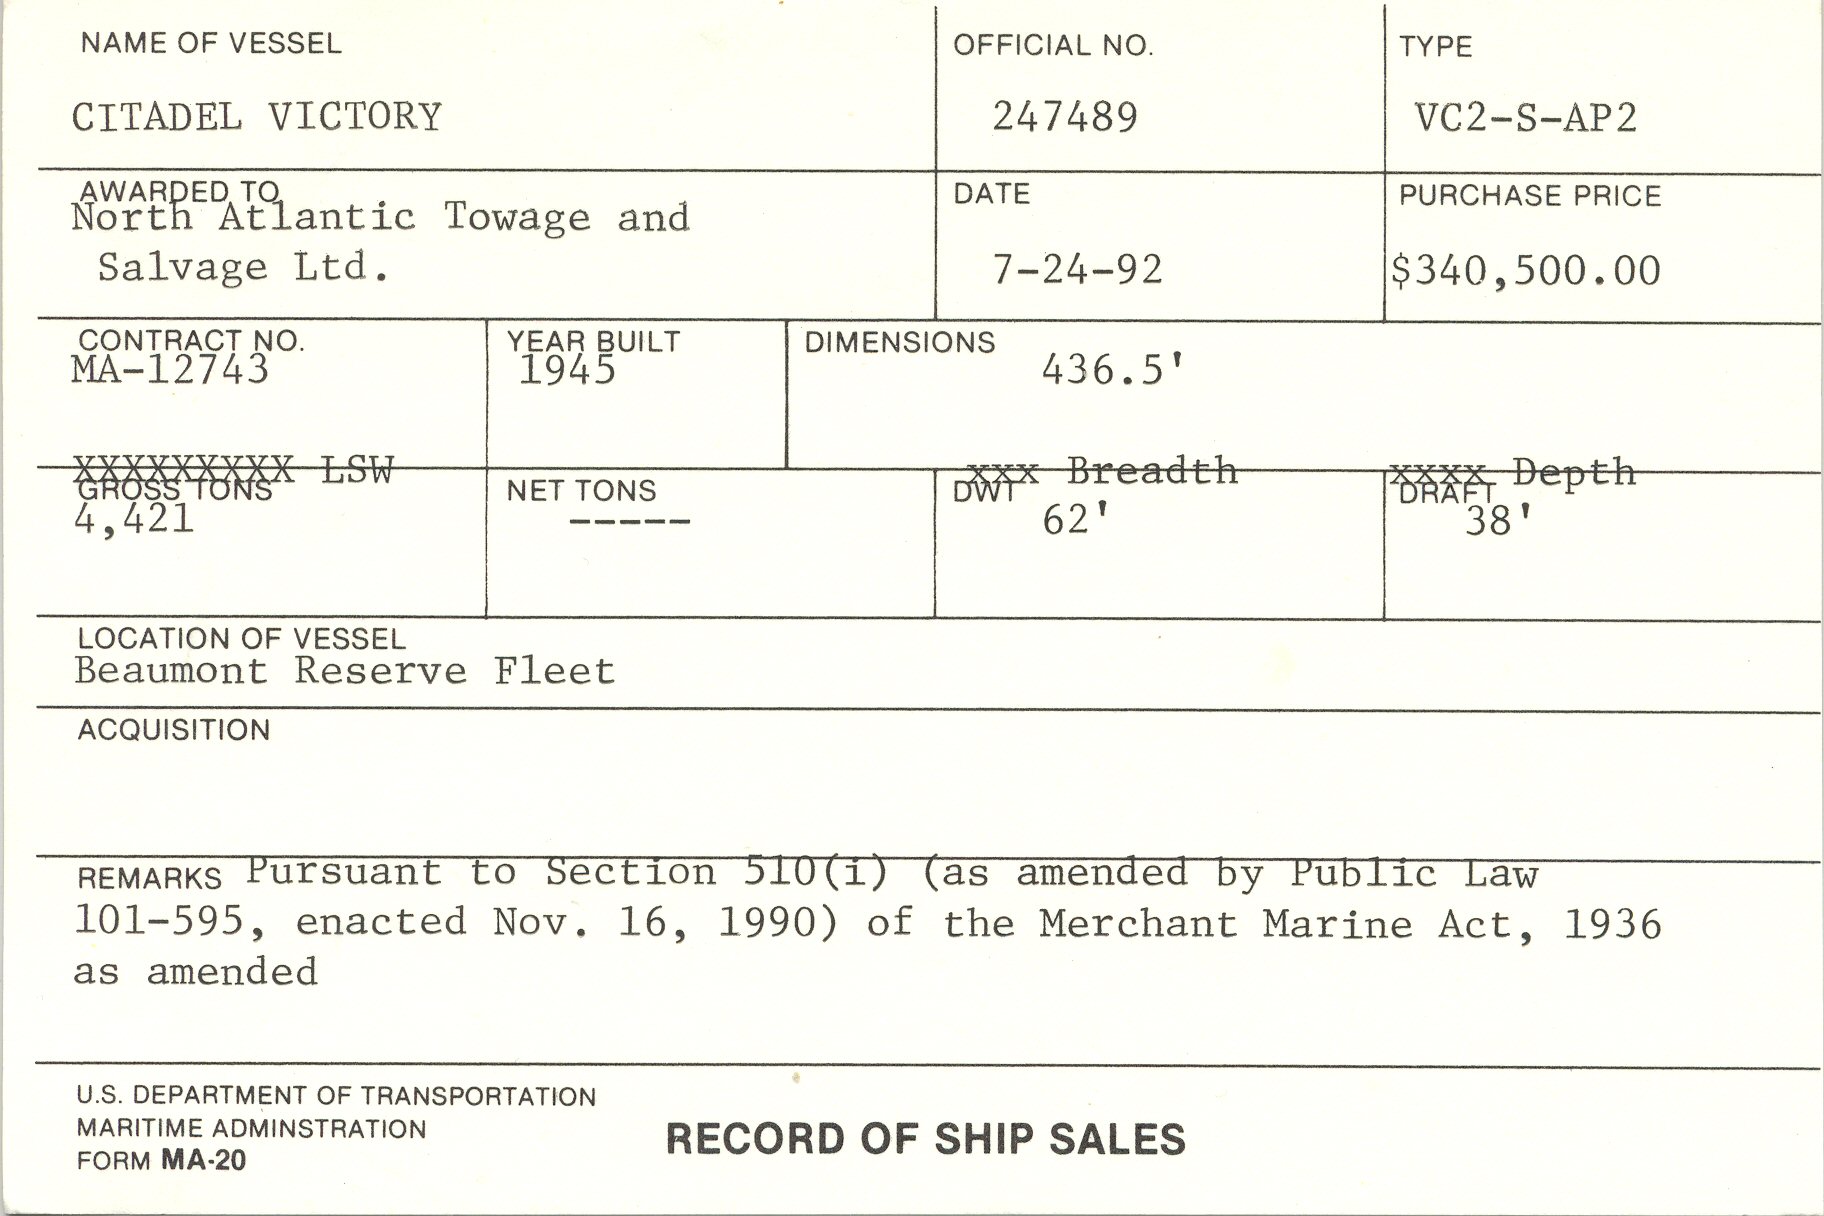 NAME OF VESSEL OFFICIAL NO. TYPE
CITADEL VICTORY 247489 VC2-S-AP2
AWARDED TO DATE PURCHASE PRICE
North Atlantic Towage and
Salvage Ltd. 7-24-92 $340,500.00
CONTRACT NO. YEAR BUILT DIMENSIONS
MA-12743 1945 436.5'
XXXXXXXXX LSW xxx Breadth xxxx Depth
GROSS TONS NET TONS DWT DRAFT
4,421 ----- 62' 38'
LOCATION OF VESSEL
Beaumont Reserve Fleet
ACQUISITION
REMARKS Pursuant to Section 510(i) (as amended by Public Law
101-595, enacted Nov. 16, 1990) of the Merchant Marine Act, 1936
as amended
U.S. DEPARTMENT OF TRANSPORTATION
MARITIME ADMINSTRATION
FORM MA-20
RECORD OF SHIP SALES